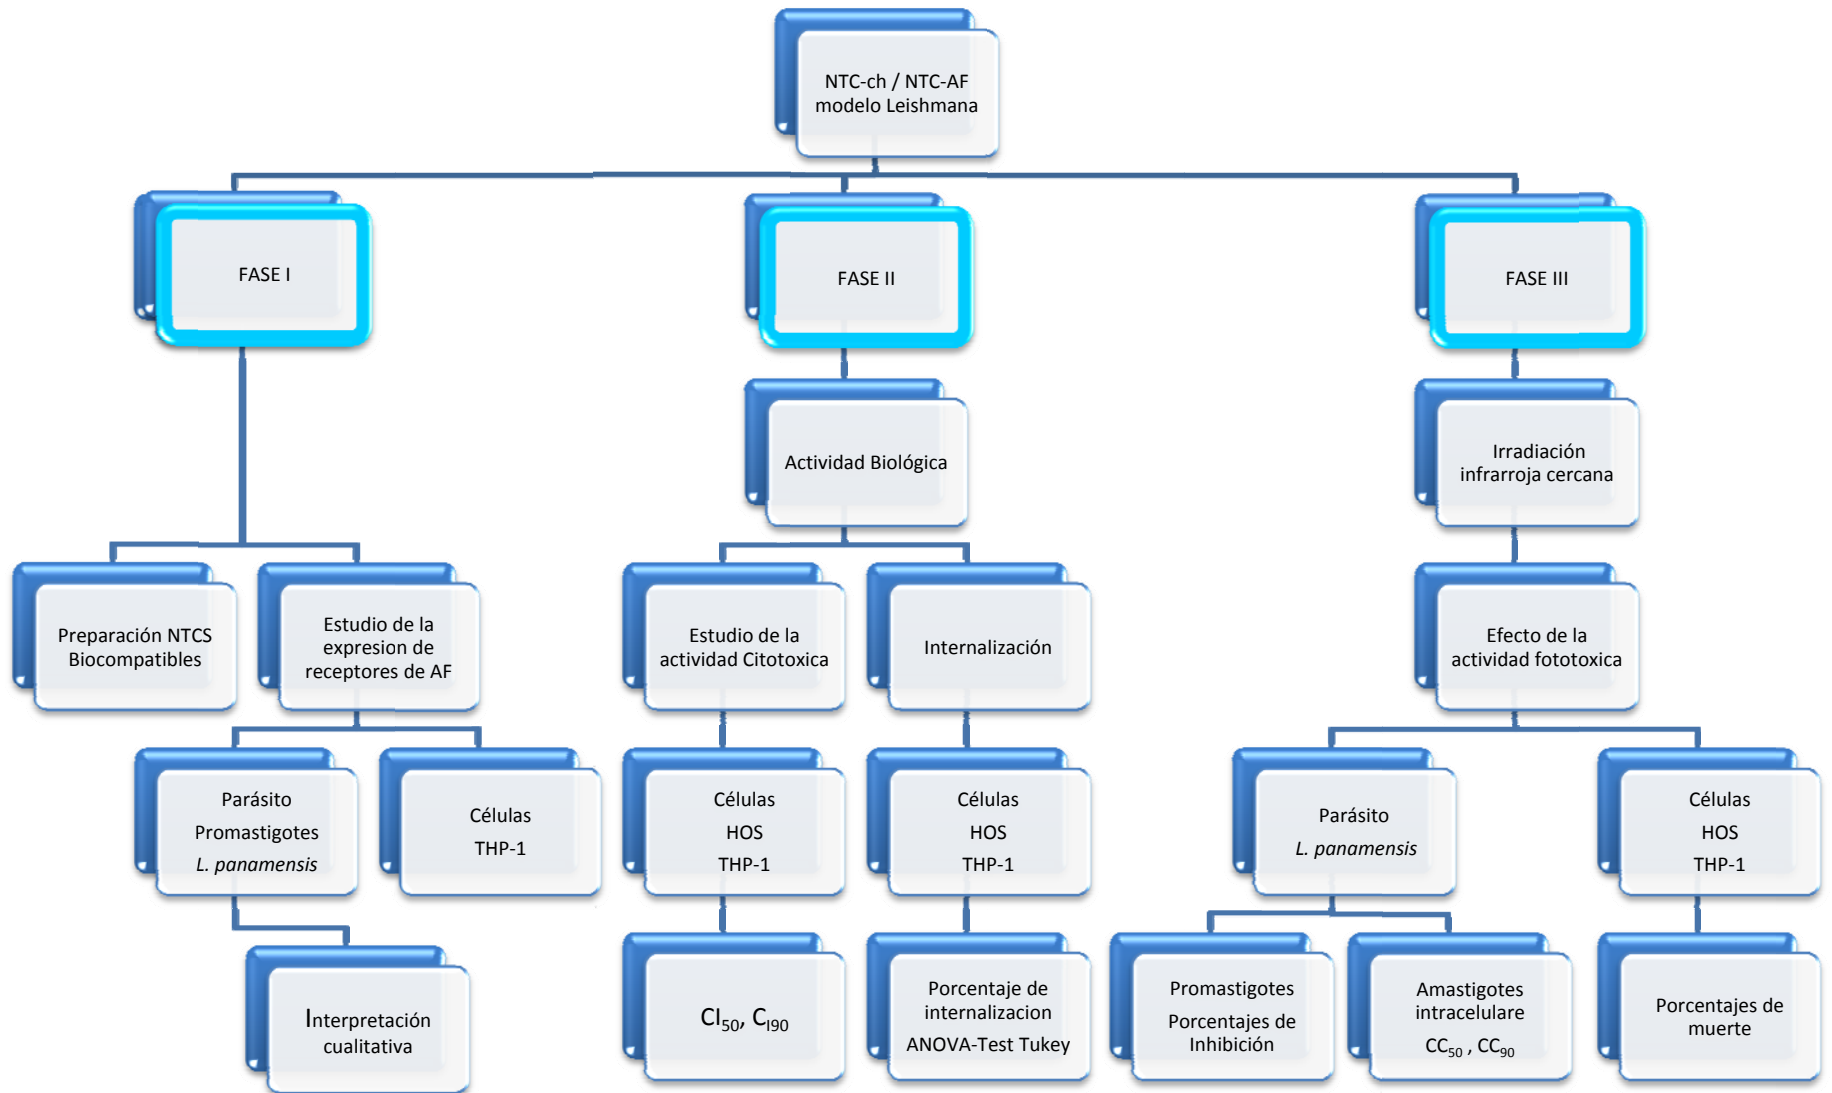 NTC-ch / NTC-AF
modelo Leishmana
FASE I
FASE II
FASE III
Actividad Biológica
Irradiación
infrarroja cercana
Preparación NTCS
Biocompatibles
Estudio de la
expresion de
receptores de AF
Estudio de la
actividad Citotoxica
Internalización
Efecto de la
actividad fototoxica
Parásito
Promastigotes
L. panamensis
Células
THP-1
Células
HOS
THP-1
Células
HOS
THP-1
Parásito
L. panamensis
Células
HOS
THP-1
Interpretación
cualitativa
CI50, CI90
Porcentaje de
internalizacion
ANOVA-Test Tukey
Promastigotes
Porcentajes de
Inhibición
Amastigotes
intracelulare
CC50 , CC90
Porcentajes de
muerte